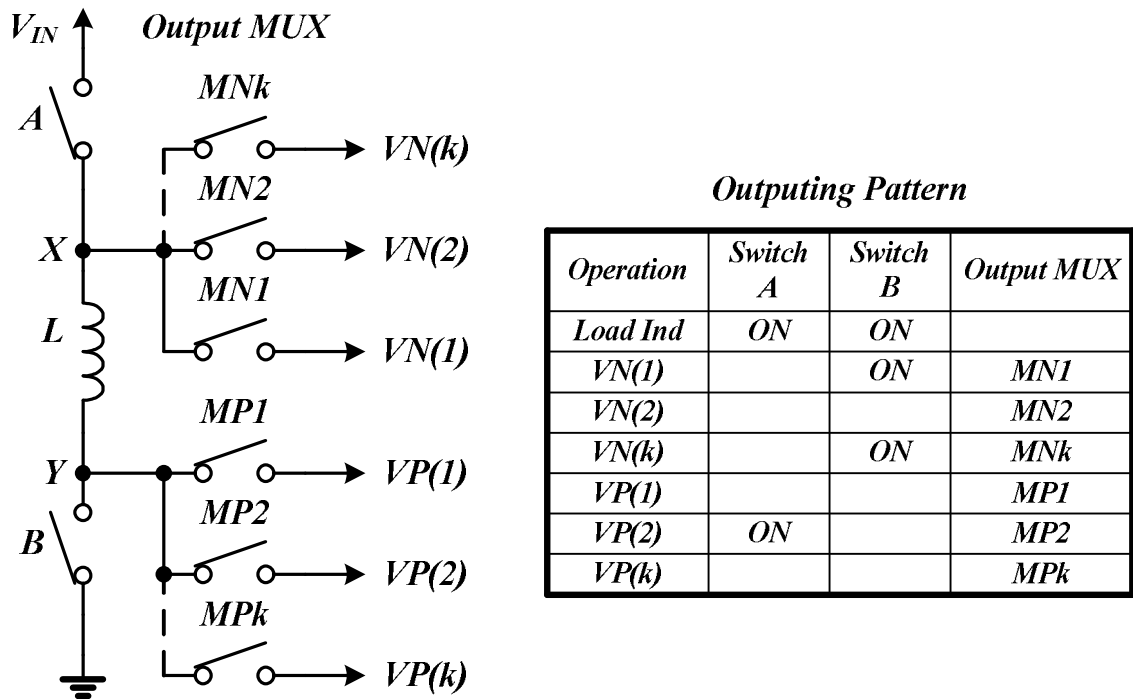 V_IN Output MUX
A
MNk
VN(k)
MN2
X
VN(2)
MN1
L
VN(1)
MP1
Y
VP(1)
MP2
B
VP(2)
MPk
VP(k)
Outputing Pattern
Operation Switch A Switch B Output MUX
Load Ind ON ON
VN(1) ON MN1
VN(2) MN2
VN(k) ON MNk
VP(1) MP1
VP(2) ON MP2
VP(k) MPk